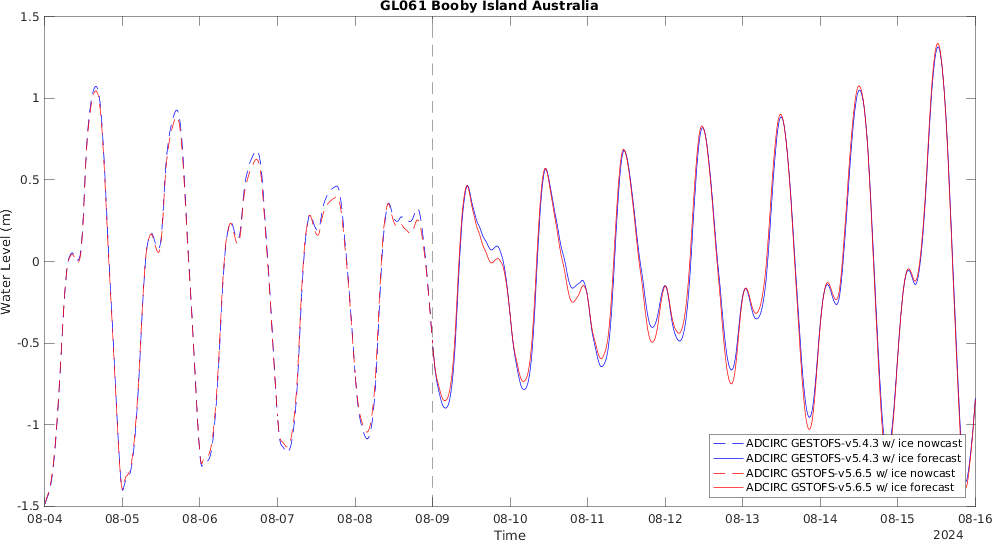 GL061 Booby Island Australia
1.5
1
0.5
0
-0.5
-1
-1.5
Water Level (m)
08-04 08-05 08-06 08-07 08-08 08-09 08-10 08-11 08-12 08-13 08-14 08-15 08-16
Time
2024
ADCIRC GESTOFS-v5.4.3 w/ ice nowcast
ADCIRC GESTOFS-v5.4.3 w/ ice forecast
ADCIRC GSTOFS-v5.6.5 w/ ice nowcast
ADCIRC GSTOFS-v5.6.5 w/ ice forecast